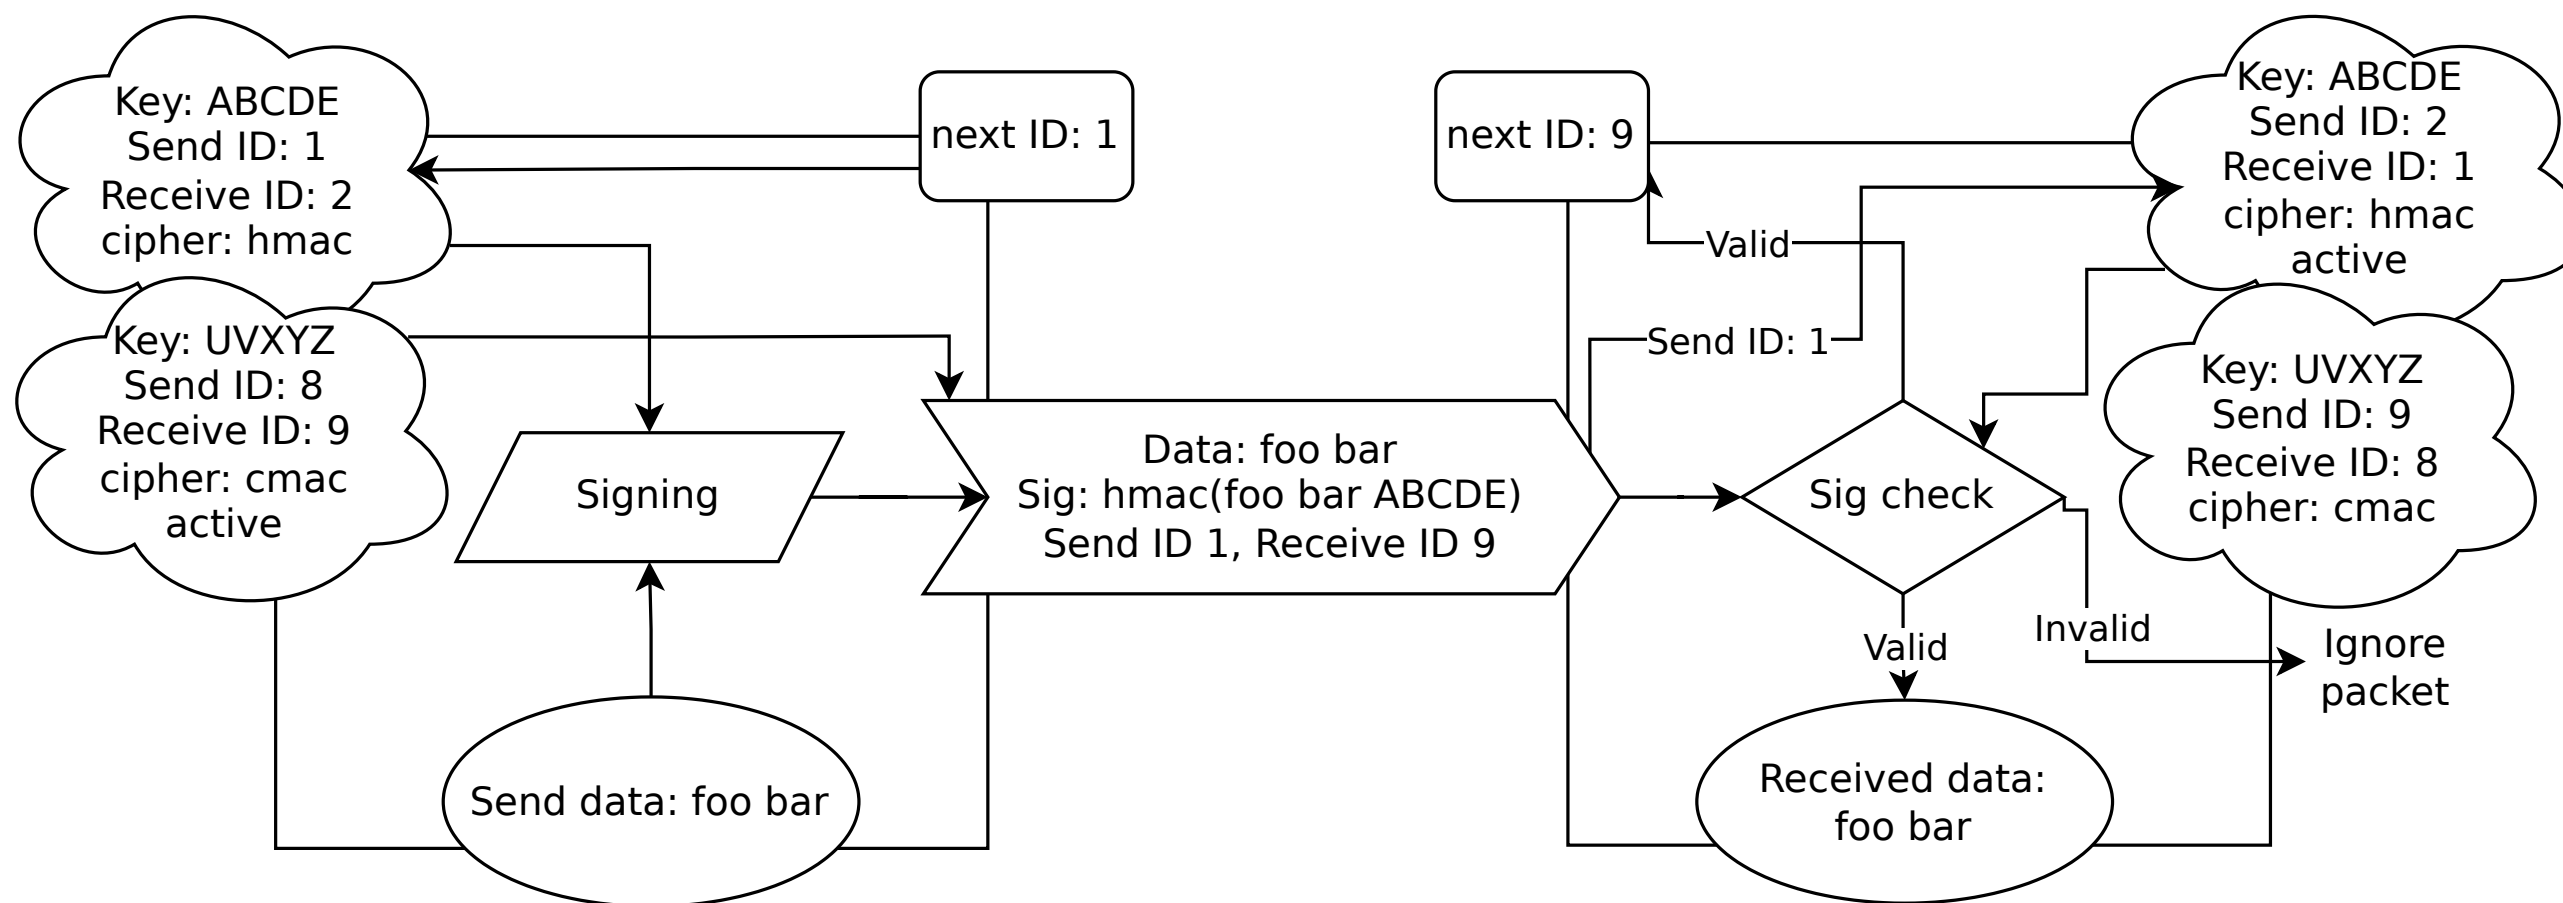 Key: ABCDE
Send ID: 1
Receive ID: 2
cipher: hmac
Key: UVXYZ
Send ID: 8
Receive ID: 9
cipher: cmac
active
next ID: 1
Signing
Send data: foo bar
Data: foo bar
Sig: hmac(foo bar ABCDE)
Send ID 1, Receive ID 9
next ID: 9
Valid
Send ID: 1
Sig check
Valid
Invalid
Received data:
foo bar
Key: ABCDE
Send ID: 2
Receive ID: 1
cipher: hmac
active
Key: UVXYZ
Send ID: 9
Receive ID: 8
cipher: cmac
Ignore
packet